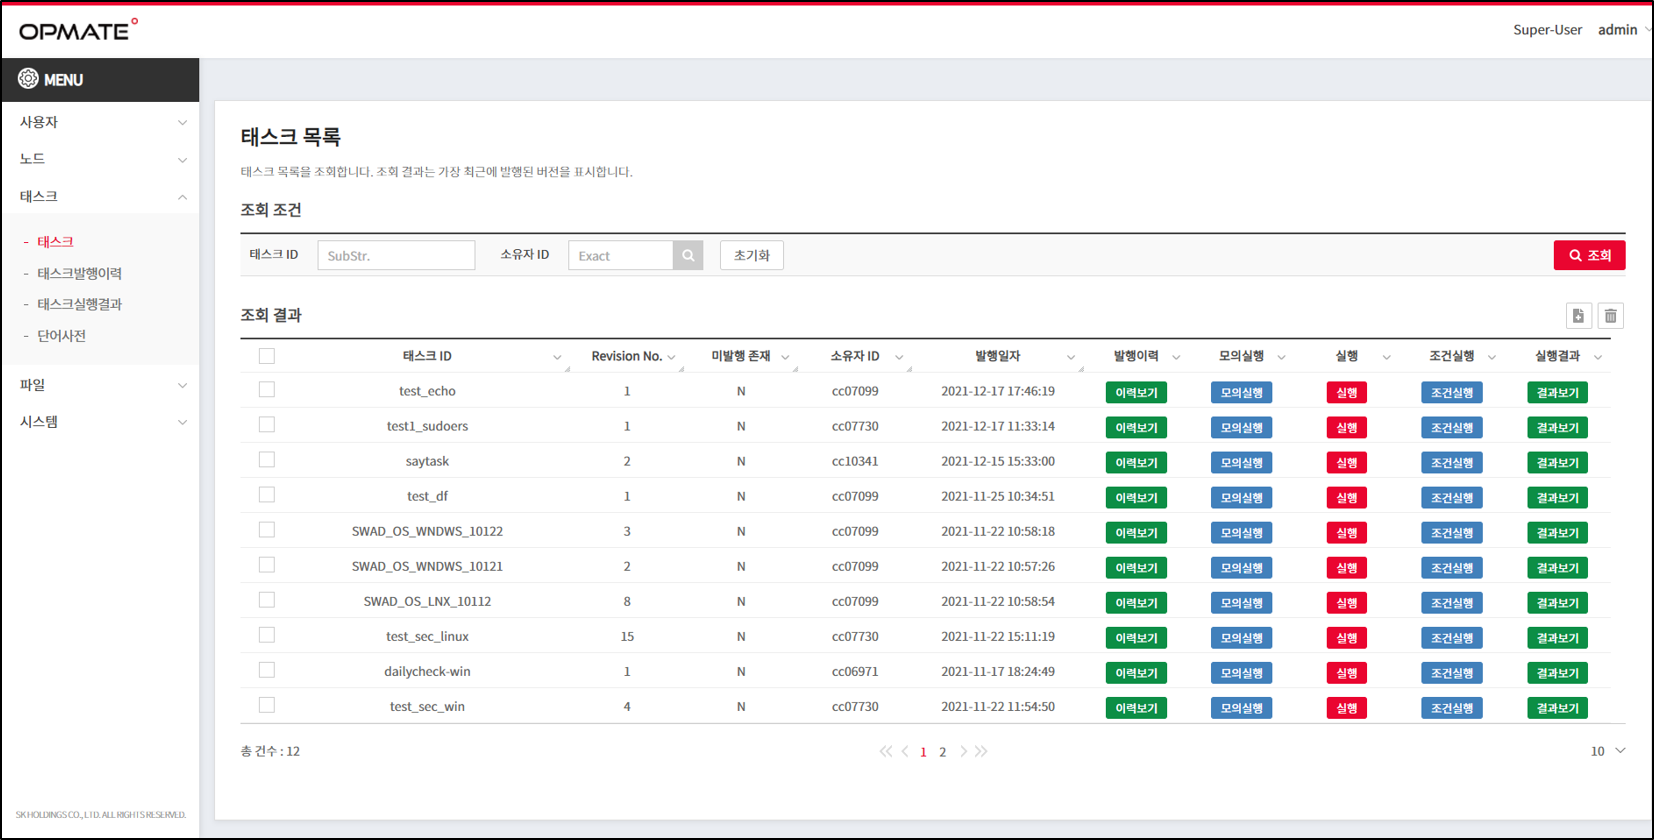 OPMATE
Super-User admin
MENU
사용자
노드
태스크
- 태스크
- 태스크발행이력
- 태스크실행결과
- 단어사전
파일
시스템
SK HOLDINGS CO., LTD. ALL RIGHTS RESERVED.
태스크 목록
태스크 목록을 조회합니다. 조회 결과는 가장 최근에 발행된 버전을 표시합니다.
조회 조건
태스크 ID SubStr. 소유자 ID Exact 초기화 조회
조회 결과
태스크 ID Revision No. 미발행 존재 소유자 ID 발행일자 발행이력 모의실행 실행 조건실행 실행결과
test_echo 1 N cc07099 2021-12-17 17:46:19 이력보기 모의실행 실행 조건실행 결과보기
test1_sudoers 1 N cc07730 2021-12-17 11:33:14 이력보기 모의실행 실행 조건실행 결과보기
saytask 2 N cc10341 2021-12-15 15:33:00 이력보기 모의실행 실행 조건실행 결과보기
test_df 1 N cc07099 2021-11-25 10:34:51 이력보기 모의실행 실행 조건실행 결과보기
SWAD_OS_WNDWS_10122 3 N cc07099 2021-11-22 10:58:18 이력보기 모의실행 실행 조건실행 결과보기
SWAD_OS_WNDWS_10121 2 N cc07099 2021-11-22 10:57:26 이력보기 모의실행 실행 조건실행 결과보기
SWAD_OS_LNX_10112 8 N cc07099 2021-11-22 10:58:54 이력보기 모의실행 실행 조건실행 결과보기
test_sec_linux 15 N cc07730 2021-11-22 15:11:19 이력보기 모의실행 실행 조건실행 결과보기
dailycheck-win 1 N cc06971 2021-11-17 18:24:49 이력보기 모의실행 실행 조건실행 결과보기
test_sec_win 4 N cc07730 2021-11-22 11:54:50 이력보기 모의실행 실행 조건실행 결과보기
총 건수 : 12 1 2 10